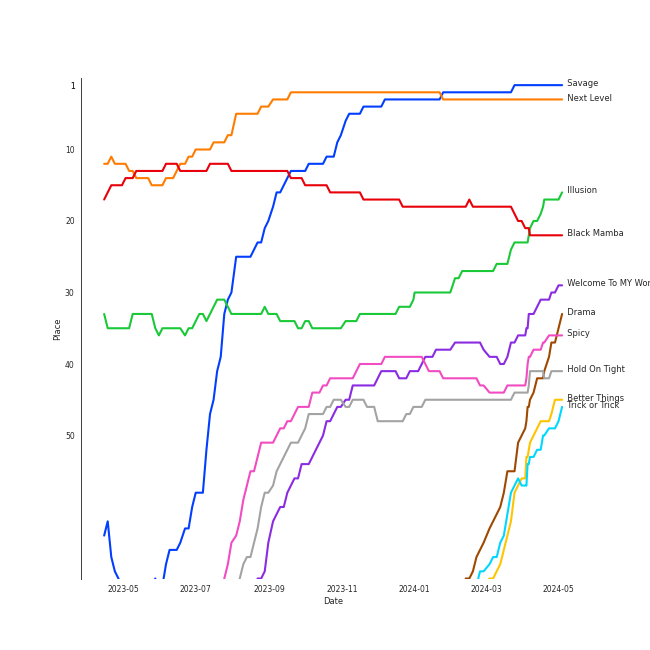 Savage
1
Next Level
10
Illusion
20
Black Mamba
Welcome To MY Wor
30
Drama
Place
Spicy
40
Hold On Tight
Better Things
Trick or Trick
50
2023-05 2023-07 2023-09 2023-11 2024-01 2024-03 2024-05
Date